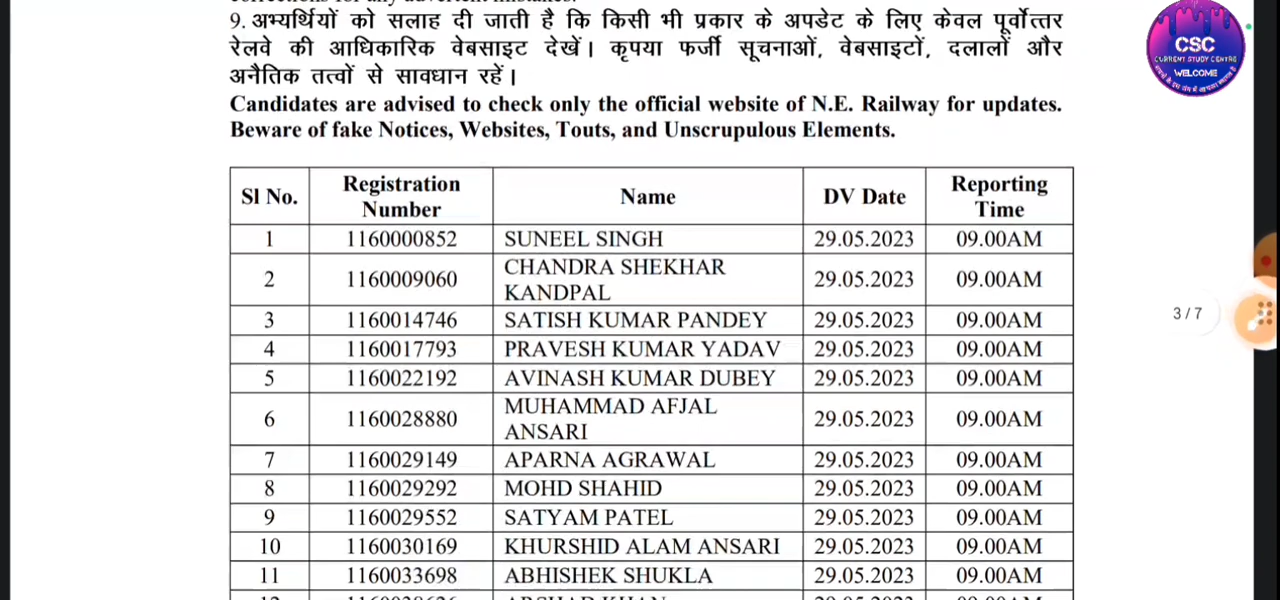 corrections for any advertent mistakes.
9. अभ्यर्थियों को सलाह दी जाती है कि किसी भी प्रकार के अपडेट के लिए केवल पूर्वोत्तर
रेलवे की आधिकारिक वेबसाइट देखें। कृपया फर्जी सूचनाओं, वेबसाइटों, दलालों और
अनैतिक तत्वों से सावधान रहें।
Candidates are advised to check only the official website of N.E. Railway for updates.
Beware of fake Notices, Websites, Touts, and Unscrupulous Elements.
CSC
CURRENT STUDY CENTRE
WELCOME
Sl No. Registration Number Name DV Date Reporting Time
1 1160000852 SUNEEL SINGH 29.05.2023 09.00AM
2 1160009060 CHANDRA SHEKHAR KANDPAL 29.05.2023 09.00AM
3 1160014746 SATISH KUMAR PANDEY 29.05.2023 09.00AM
4 1160017793 PRAVESH KUMAR YADAV 29.05.2023 09.00AM
5 1160022192 AVINASH KUMAR DUBEY 29.05.2023 09.00AM
6 1160028880 MUHAMMAD AFJAL ANSARI 29.05.2023 09.00AM
7 1160029149 APARNA AGRAWAL 29.05.2023 09.00AM
8 1160029292 MOHD SHAHID 29.05.2023 09.00AM
9 1160029552 SATYAM PATEL 29.05.2023 09.00AM
10 1160030169 KHURSHID ALAM ANSARI 29.05.2023 09.00AM
11 1160033698 ABHISHEK SHUKLA 29.05.2023 09.00AM
3 / 7